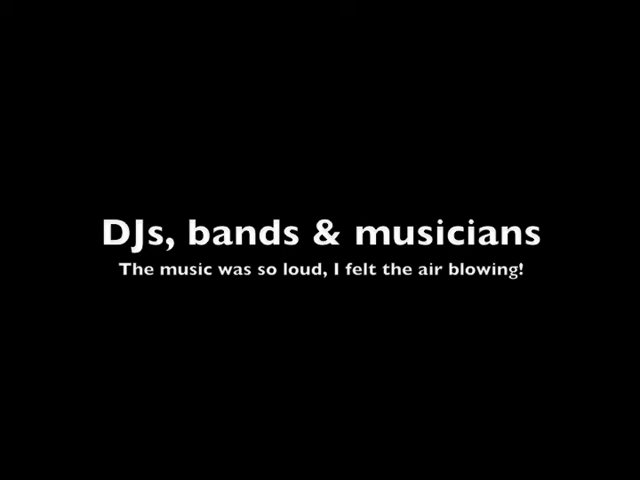 DJs, bands & musicians
The music was so loud, I felt the air blowing!